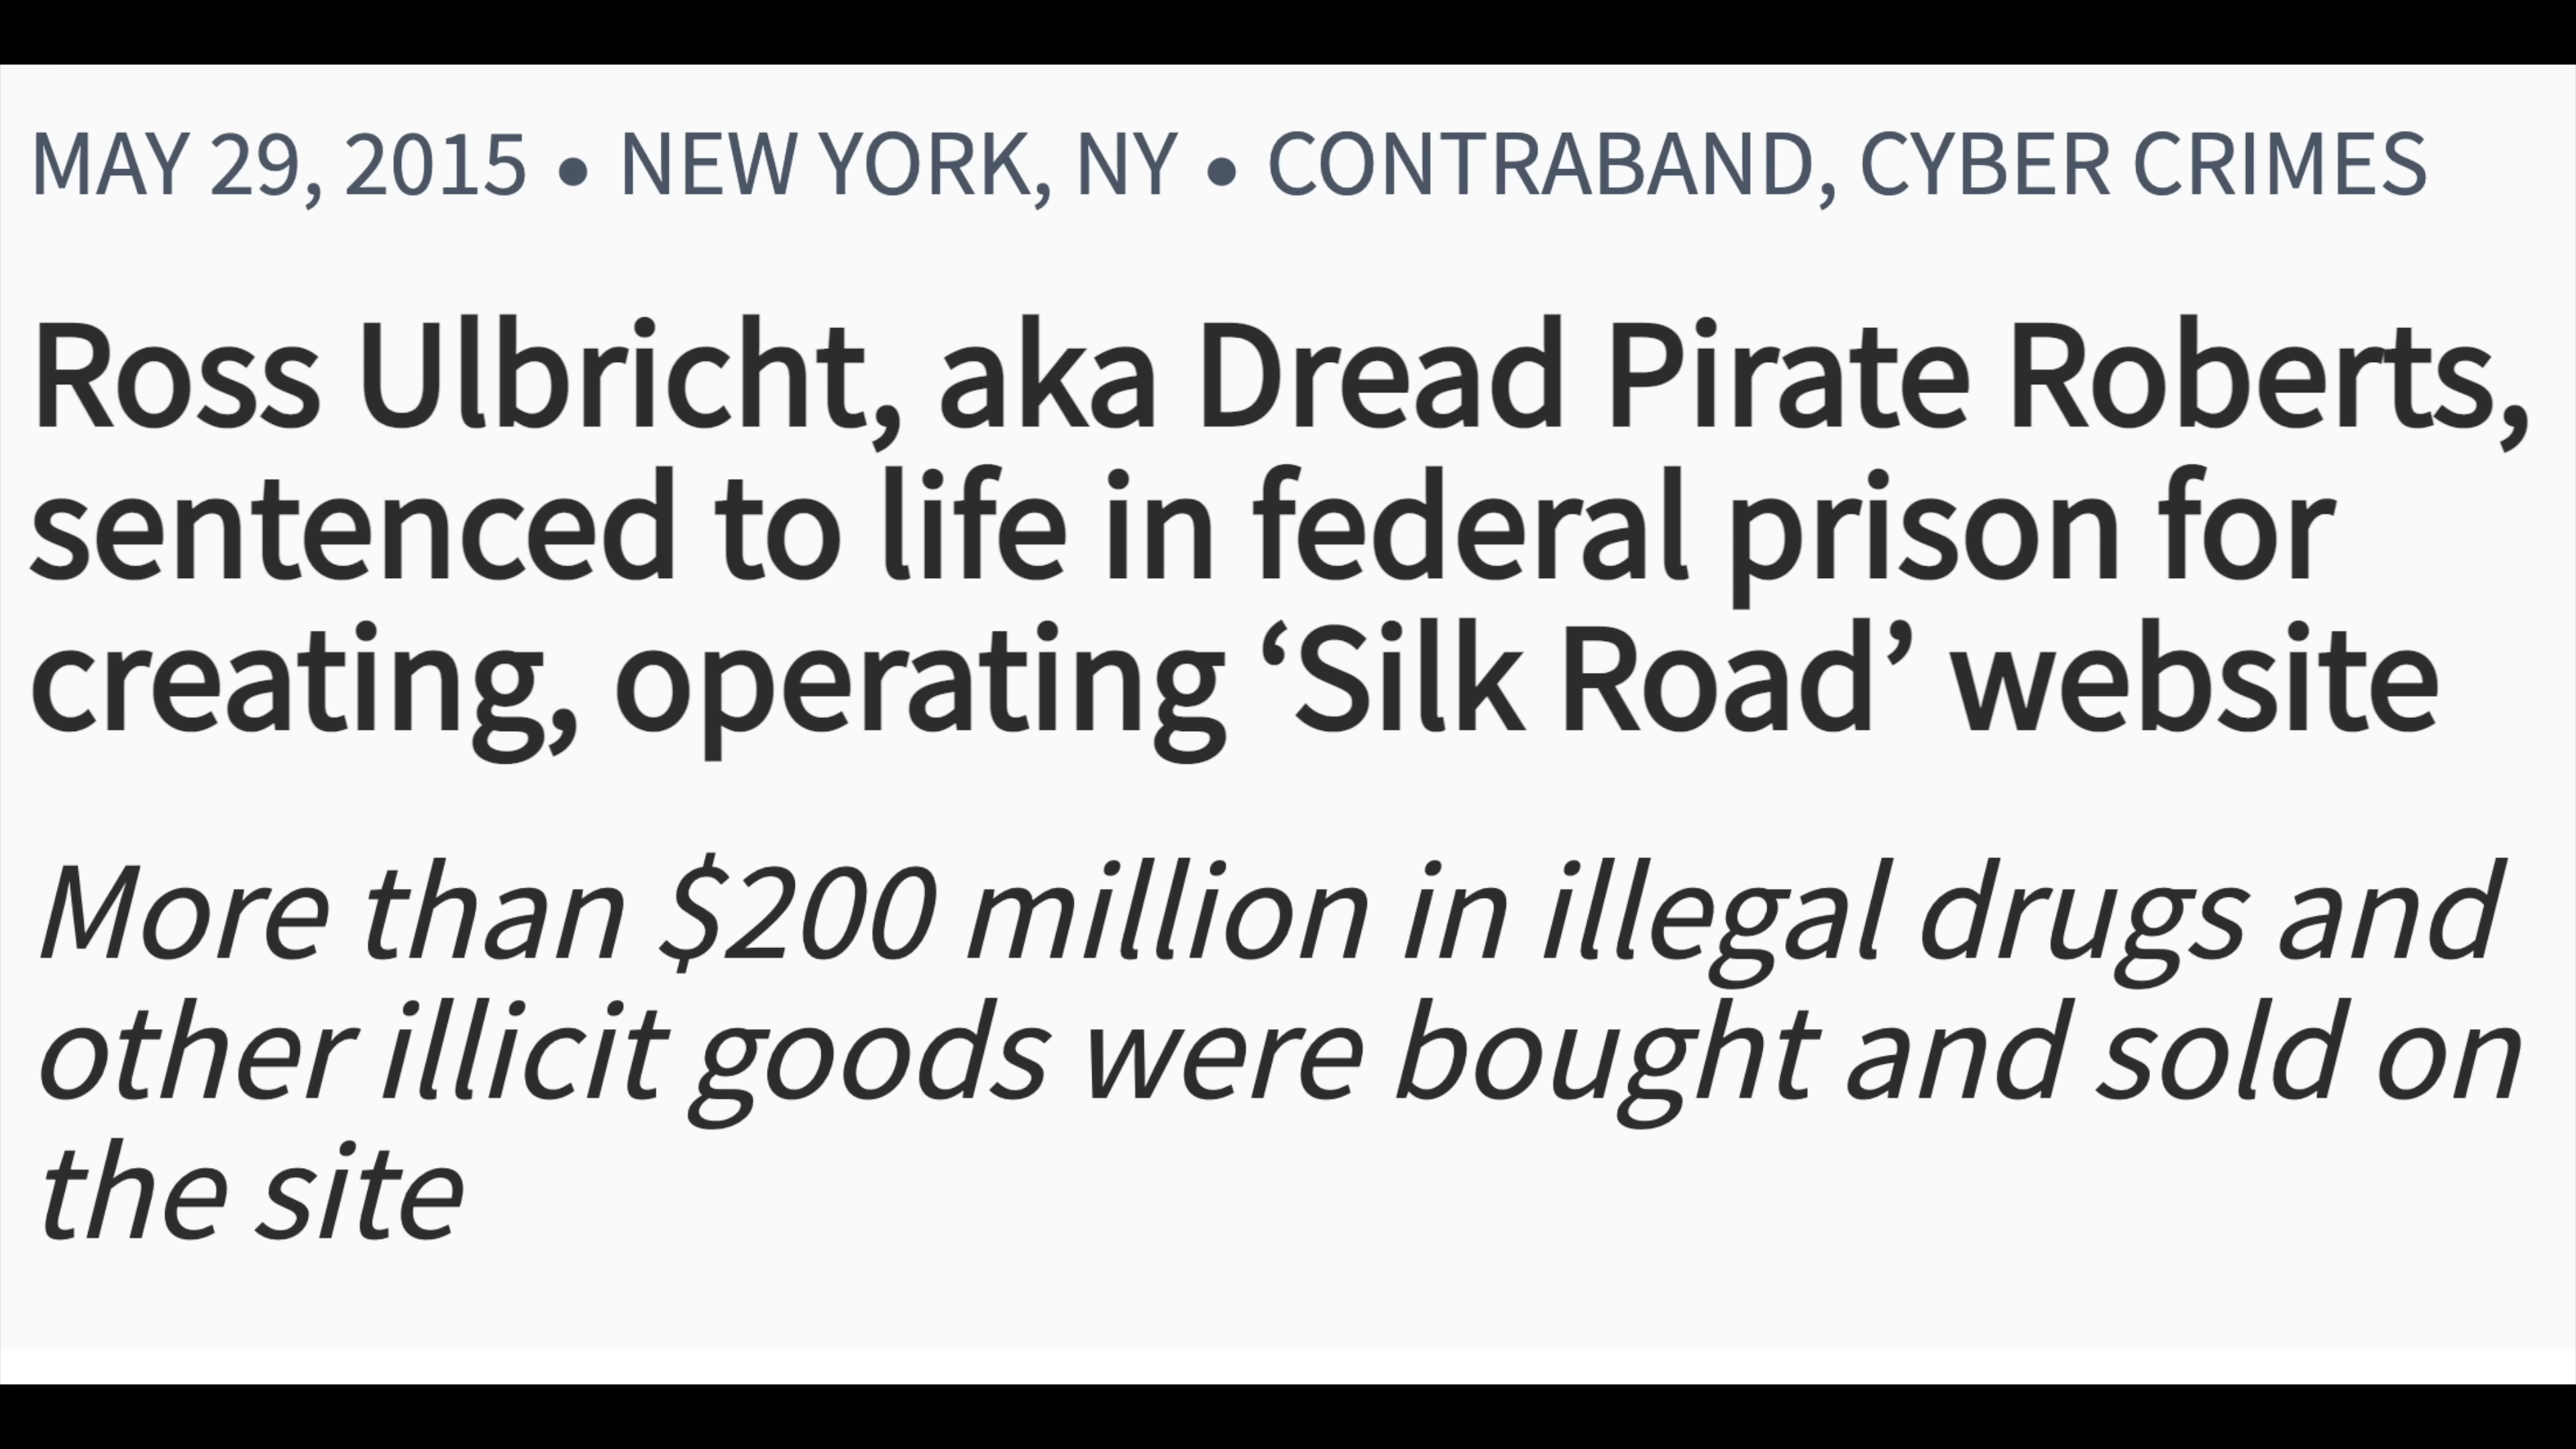 MAY 29, 2015 • NEW YORK, NY • CONTRABAND, CYBER CRIMES
Ross Ulbricht, aka Dread Pirate Roberts,
sentenced to life in federal prison for
creating, operating ‘Silk Road’ website
More than $200 million in illegal drugs and
other illicit goods were bought and sold on
the site